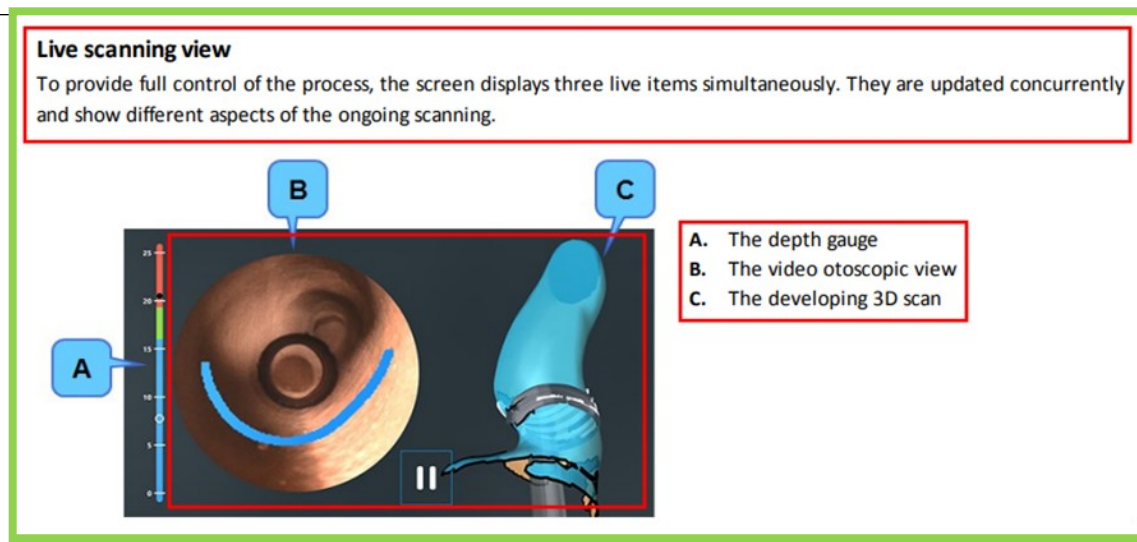 Live scanning view
To provide full control of the process, the screen displays three live items simultaneously. They are updated concurrently
and show different aspects of the ongoing scanning.
B
C
A
25
20
15
10
5
0
A. The depth gauge
B. The video otoscopic view
C. The developing 3D scan